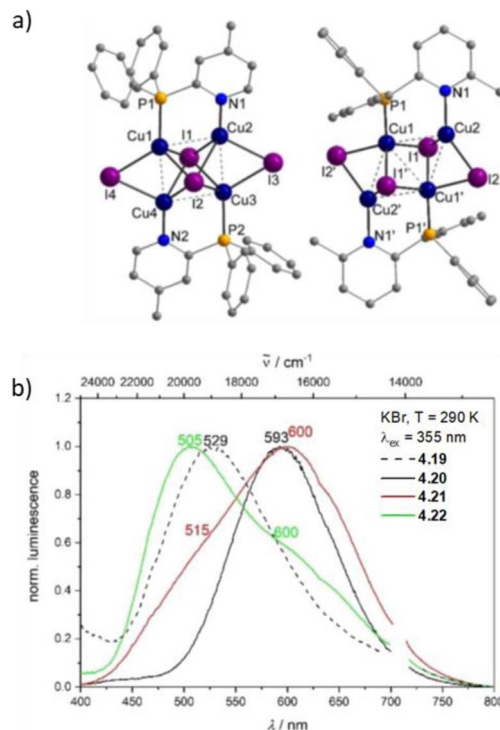 a)
P1
N1
Cu1
I1
Cu2
I4
I2
I3
Cu4
Cu3
N2
P2
P1
N1
Cu1
Cu2
I2'
I1
I1'
I2
Cu2'
Cu1'
N1'
P1'
b)
ṽ / cm⁻¹
24000 22000 20000 18000 16000 14000
norm. luminescence
1.2
1.0
0.8
0.6
0.4
0.2
0.0
505 529 593 600
515
600
KBr, T = 290 K
λex = 355 nm
4.19
4.20
4.21
4.22
400 450 500 550 600 650 700 750 800
λ / nm